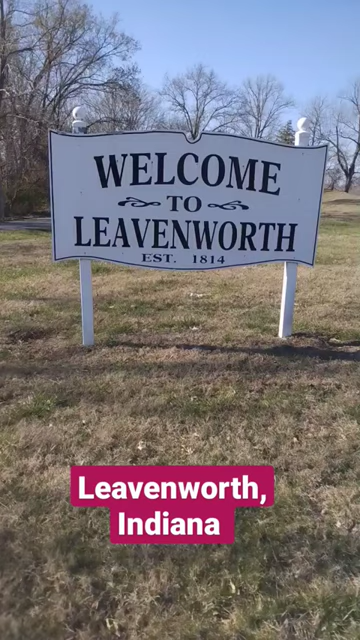 WELCOME
TO
LEAVENWORTH
EST. 1814
Leavenworth,
Indiana